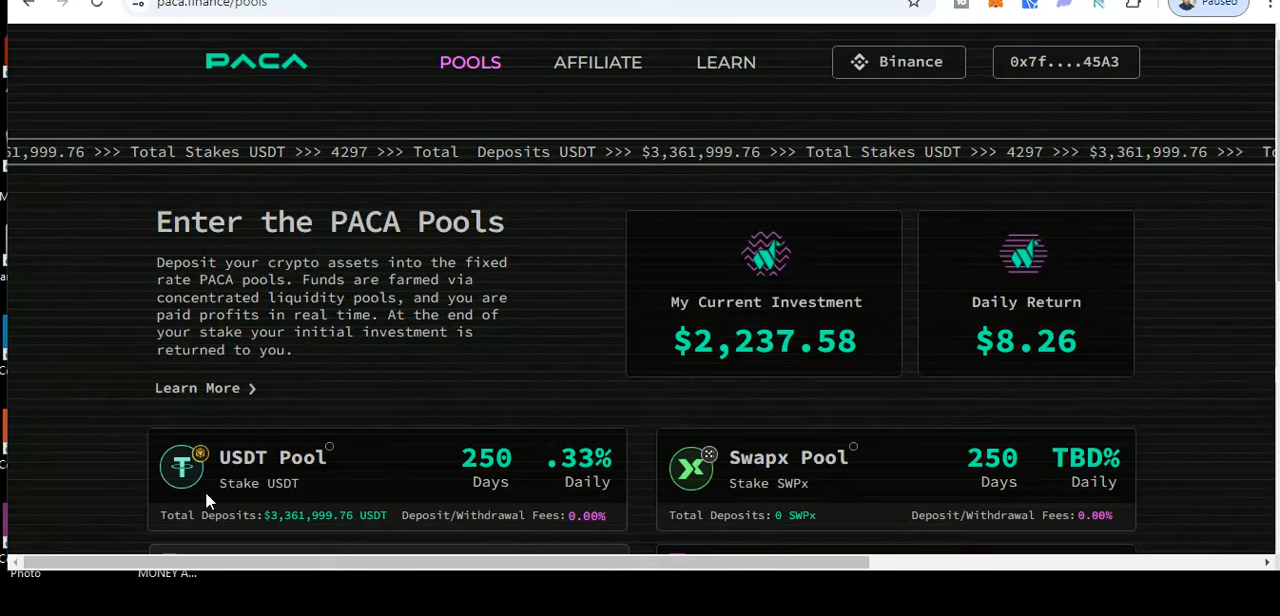 paca.finance/pools
Paused
PACA
POOLS
AFFILIATE
LEARN
Binance
0x7f....45A3
61,999.76 >>> Total Stakes USDT >>> 4297 >>> Total Deposits USDT >>> $3,361,999.76 >>> Total Stakes USDT >>> 4297 >>> $3,361,999.76 >>>
Enter the PACA Pools
Deposit your crypto assets into the fixed
rate PACA pools. Funds are farmed via
concentrated liquidity pools, and you are
paid profits in real time. At the end of
your stake your initial investment is
returned to you.
Learn More
My Current Investment
$2,237.58
Daily Return
$8.26
USDT Pool
Stake USDT
250
Days
.33%
Daily
Total Deposits:$3,361,999.76 USDT
Deposit/Withdrawal Fees:0.00%
Swapx Pool
Stake SWPx
250
Days
TBD%
Daily
Total Deposits: 0 SWPx
Deposit/Withdrawal Fees:0.00%
Photo
MONEY A...